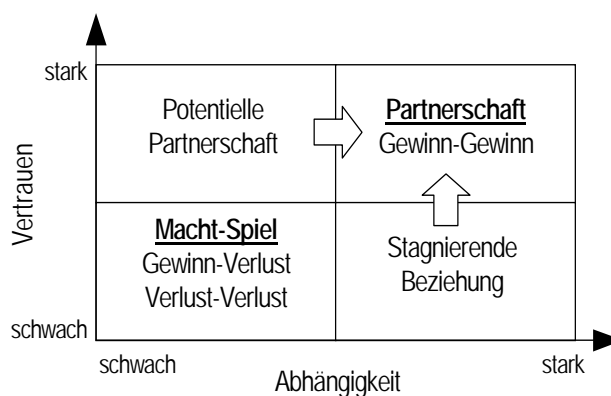 stark
Potentielle
Partnerschaft
Partnerschaft
Gewinn-Gewinn
Vertrauen
Macht-Spiel
Gewinn-Verlust
Verlust-Verlust
Stagnierende
Beziehung
schwach
schwach
stark
Abhängigkeit